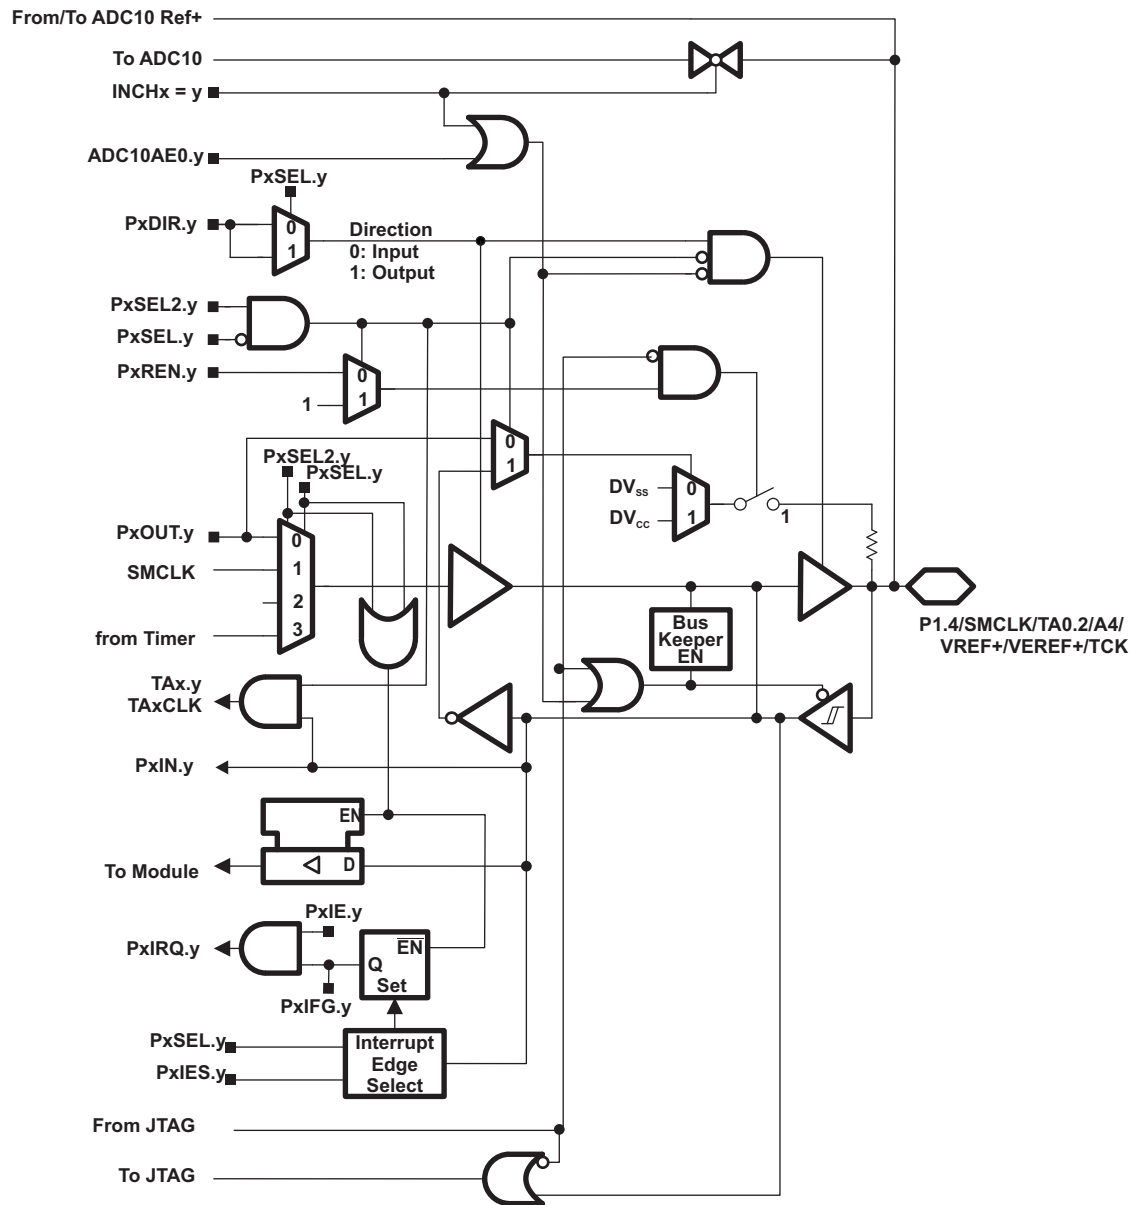 From/To ADC10 Ref+
To ADC10
INCHx = y
ADC10AE0.y
PxSEL.y
PxDIR.y
0
1
Direction
0: Input
1: Output
PxSEL2.y
PxSEL.y
PxREN.y
0
1
1
0
1
PxSEL2.y
PxSEL.y
DVSS
0
DVCC
1
1
PxOUT.y
0
SMCLK
1
2
from Timer
3
Bus
Keeper
EN
P1.4/SMCLK/TA0.2/A4/
VREF+/VEREF+/TCK
TAx.y
TAxCLK
PxIN.y
EN
To Module
D
PxIE.y
PxIRQ.y
EN
Q
Set
PxIFG.y
PxSEL.y
PxIES.y
Interrupt
Edge
Select
From JTAG
To JTAG